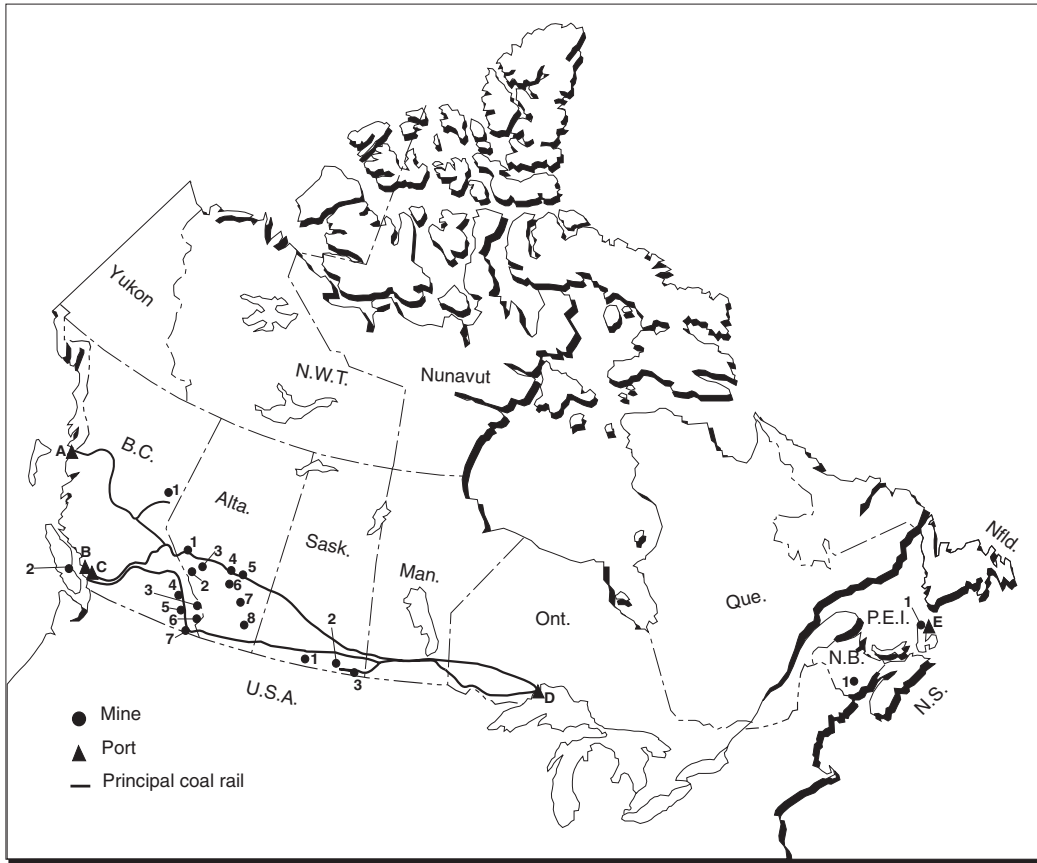 Yukon
N.W.T.
Nunavut
B.C.
A
1
Alta.
Sask.
Man.
Ont.
Que.
Nfld.
P.E.I.
1
E
N.B.
1
N.S.
1
3
4
5
2
6
7
8
B
C
2
4
3
5
6
7
2
1
3
D
U.S.A.
Mine
Port
Principal coal rail